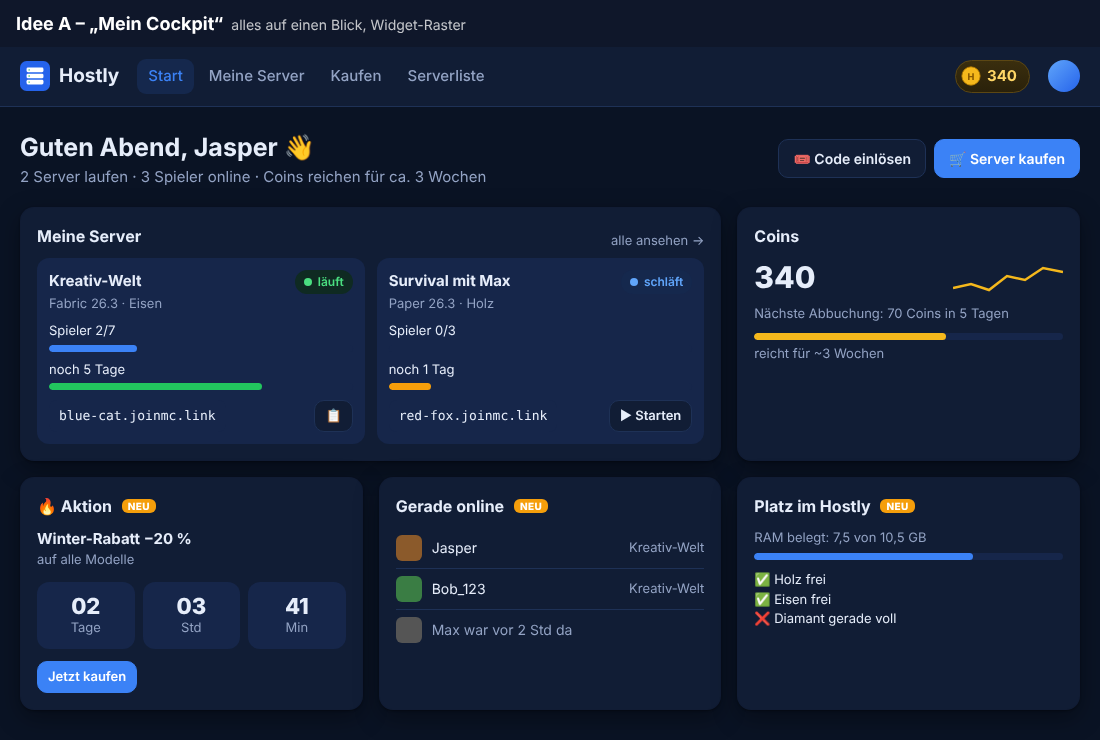 Idee A – „Mein Cockpit“ alles auf einen Blick, Widget-Raster
Hostly Start Meine Server Kaufen Serverliste H 340
Guten Abend, Jasper 👋
2 Server laufen · 3 Spieler online · Coins reichen für ca. 3 Wochen
🎟️ Code einlösen 🛒 Server kaufen
Meine Server
alle ansehen →
Kreativ-Welt
läuft
Fabric 26.3 · Eisen
Spieler 2/7
noch 5 Tage
blue-cat.joinmc.link 📋
Survival mit Max
schläft
Paper 26.3 · Holz
Spieler 0/3
noch 1 Tag
red-fox.joinmc.link ▶ Starten
Coins
340
Nächste Abbuchung: 70 Coins in 5 Tagen
reicht für ~3 Wochen
🔥 Aktion NEU
Winter-Rabatt −20 %
auf alle Modelle
02 03 41
Tage Std Min
Jetzt kaufen
Gerade online NEU
Jasper Kreativ-Welt
Bob_123 Kreativ-Welt
Max war vor 2 Std da
Platz im Hostly NEU
RAM belegt: 7,5 von 10,5 GB
✅ Holz frei
✅ Eisen frei
❌ Diamant gerade voll